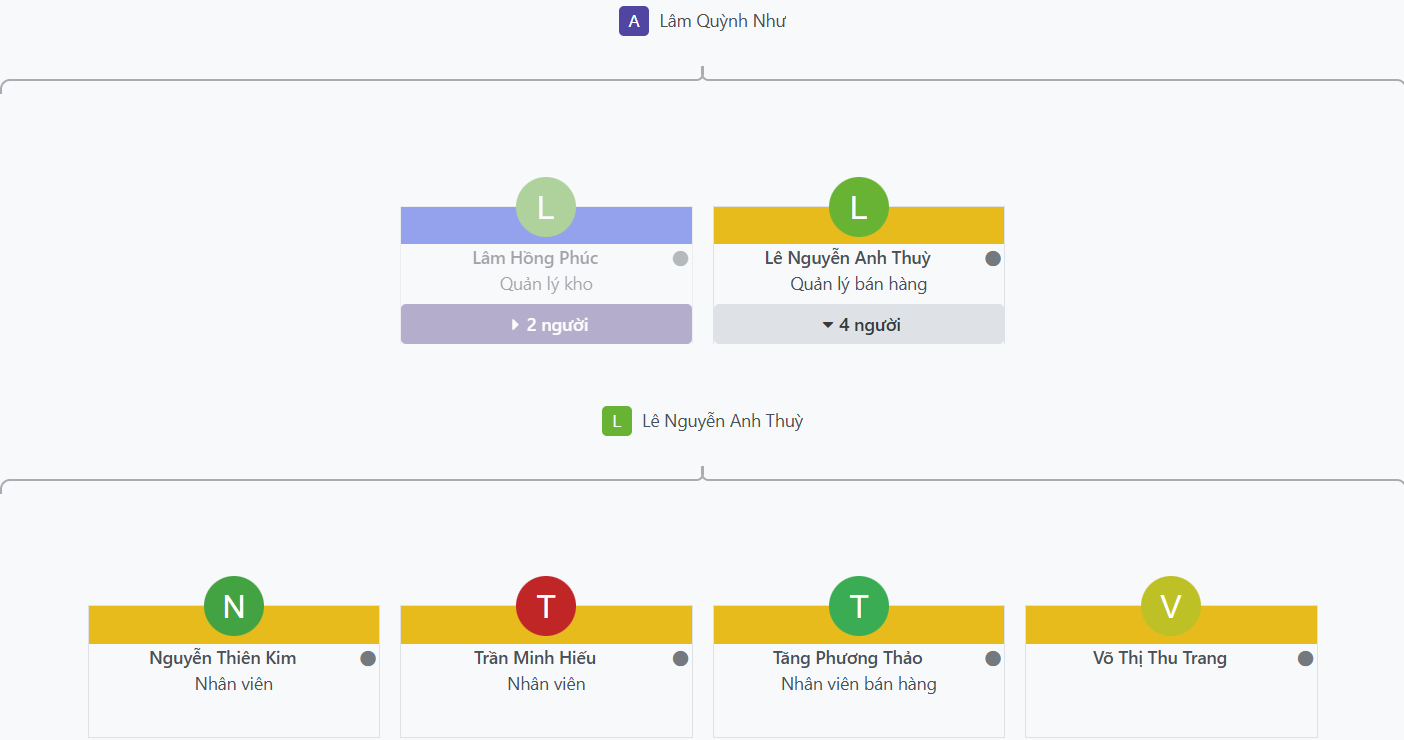 A Lâm Quỳnh Như
L L
Lâm Hồng Phúc Lê Nguyễn Anh Thuỳ
Quản lý kho Quản lý bán hàng
2 người 4 người
L Lê Nguyễn Anh Thuỳ
N T T V
Nguyễn Thiên Kim Trần Minh Hiếu Tăng Phương Thảo Võ Thị Thu Trang
Nhân viên Nhân viên Nhân viên bán hàng